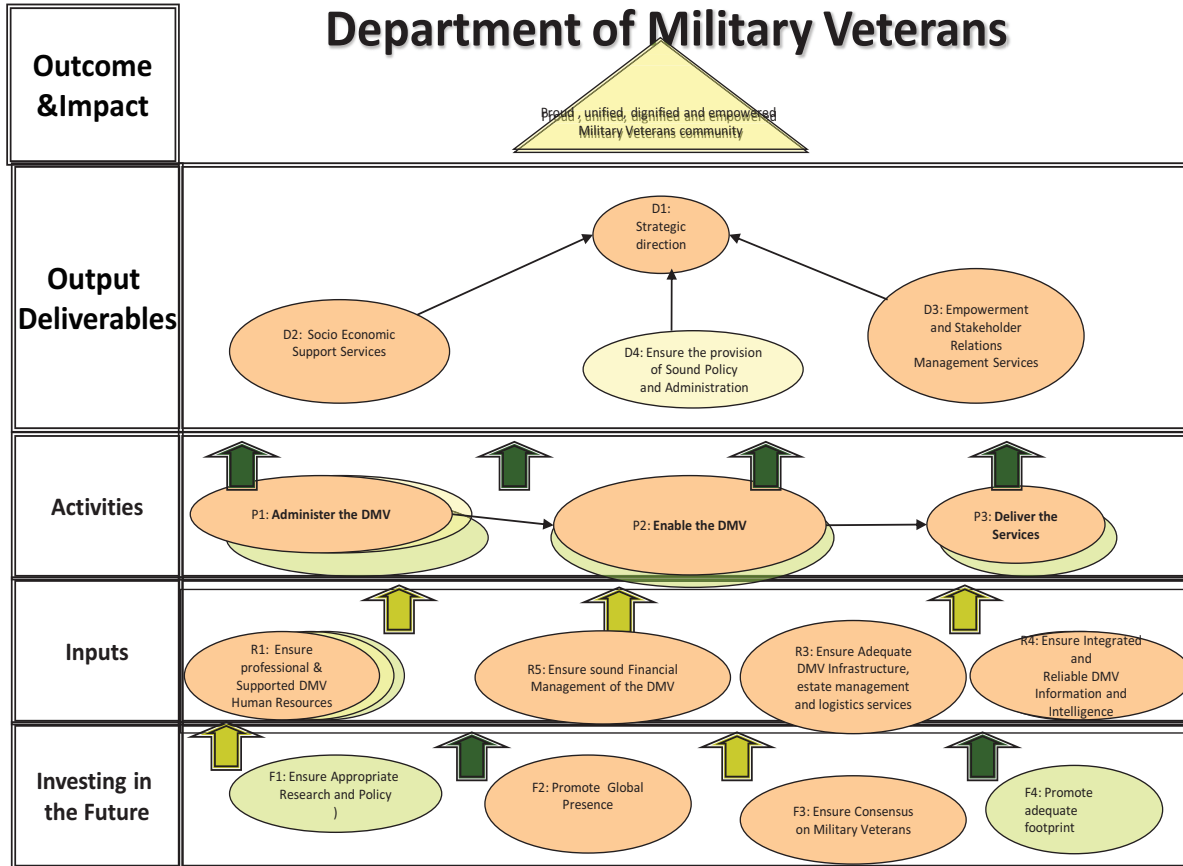 Department of Military Veterans
Outcome
&Impact
Proud , unified, dignified and empowered
Military Veterans community
Output
Deliverables
D1:
Strategic
direction
D2: Socio Economic
Support Services
D4: Ensure the provision
of Sound Policy
and Administration
D3: Empowerment
and Stakeholder
Relations
Management Services
Activities
P1: Administer the DMV
P2: Enable the DMV
P3: Deliver the
Services
Inputs
R1: Ensure
professional &
Supported DMV
Human Resources
R5: Ensure sound Financial
Management of the DMV
R3: Ensure Adequate
DMV Infrastructure,
estate management
and logistics services
R4: Ensure Integrated
and
Reliable DMV
Information and
Intelligence
Investing in
the Future
F1: Ensure Appropriate
Research and Policy
)
F2: Promote Global
Presence
F3: Ensure Consensus
on Military Veterans
F4: Promote
adequate
footprint